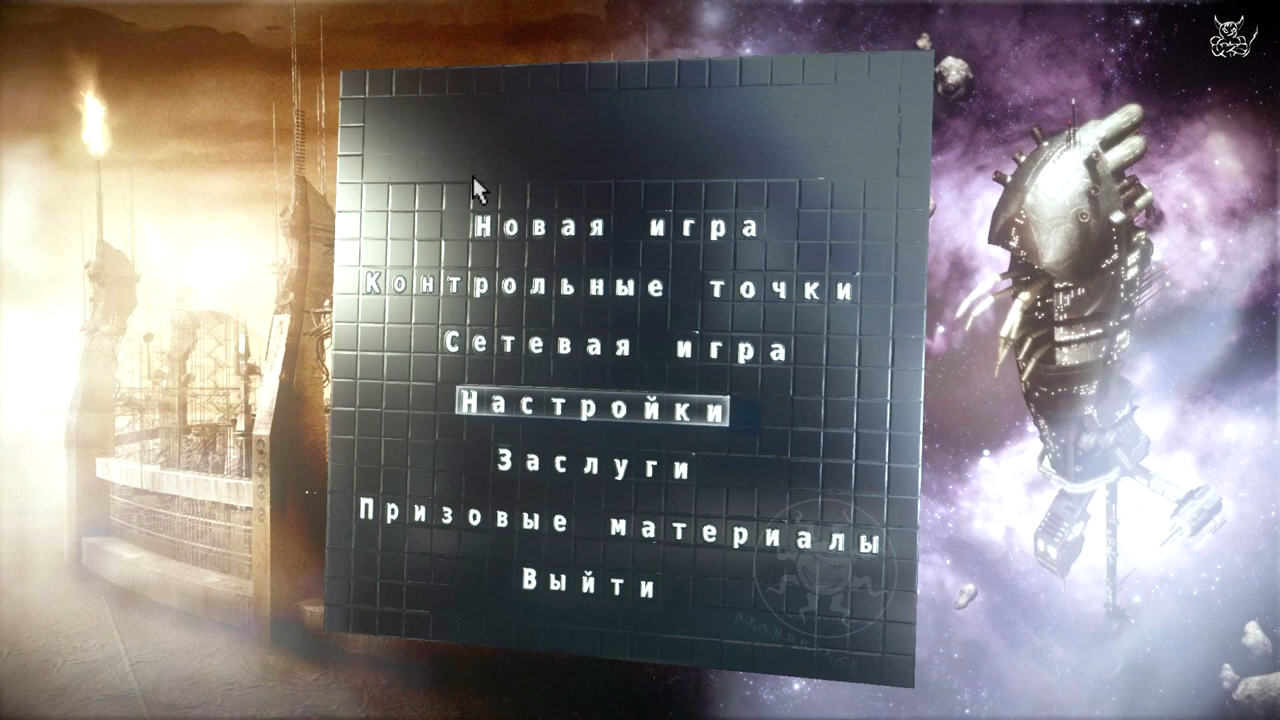 Новая игра
Контрольные точки
Сетевая игра
Настройки
Заслуги
Призовые материалы
Выйти